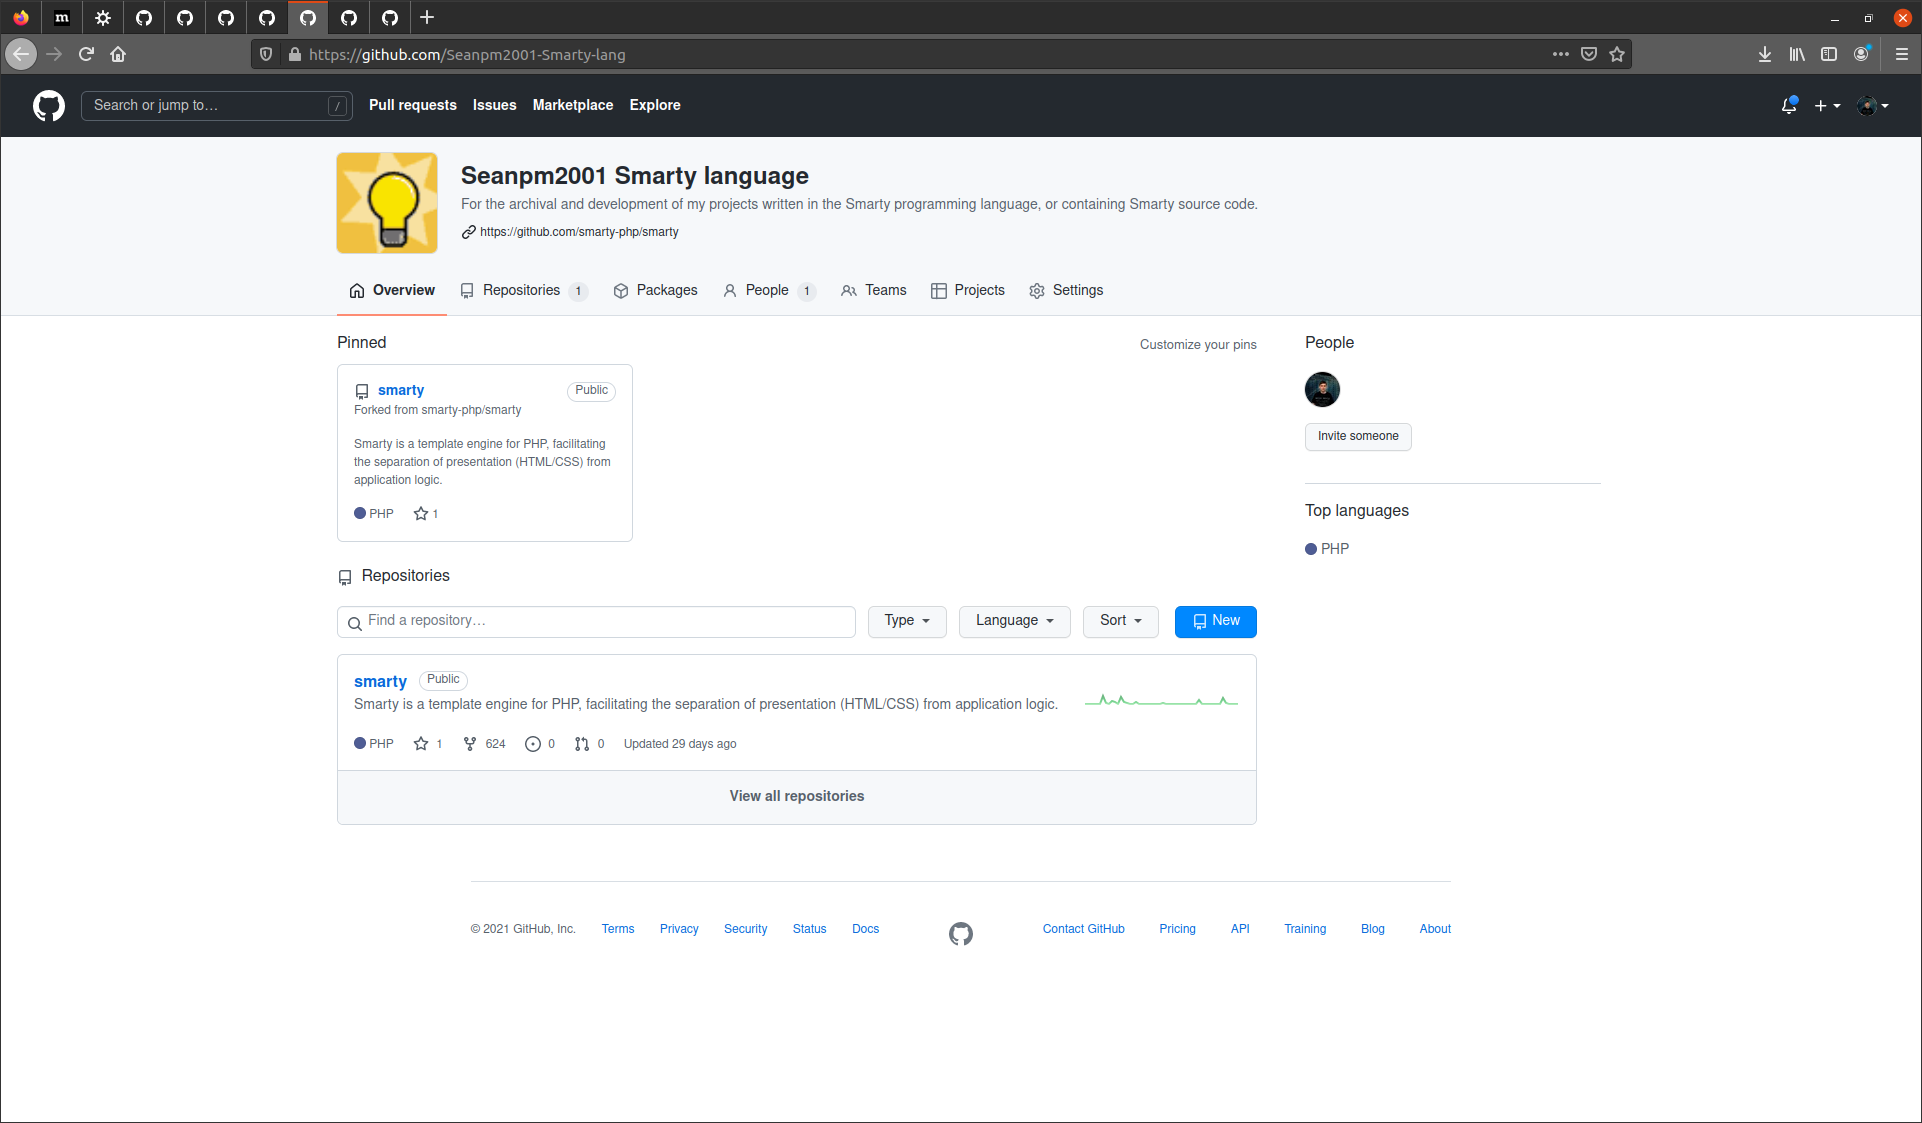 m
https://github.com/Seanpm2001-Smarty-lang
Search or jump to… /
Pull requests Issues Marketplace Explore
Seanpm2001 Smarty language
For the archival and development of my projects written in the Smarty programming language, or containing Smarty source code.
https://github.com/smarty-php/smarty
Overview Repositories 1 Packages People 1 Teams Projects Settings
Pinned
Customize your pins
smarty Public
Forked from smarty-php/smarty
Smarty is a template engine for PHP, facilitating
the separation of presentation (HTML/CSS) from
application logic.
PHP 1
People
Invite someone
Top languages
PHP
Repositories
Find a repository… Type Language Sort New
smarty Public
Smarty is a template engine for PHP, facilitating the separation of presentation (HTML/CSS) from application logic.
PHP 1 624 0 0 Updated 29 days ago
View all repositories
© 2021 GitHub, Inc. Terms Privacy Security Status Docs Contact GitHub Pricing API Training Blog About